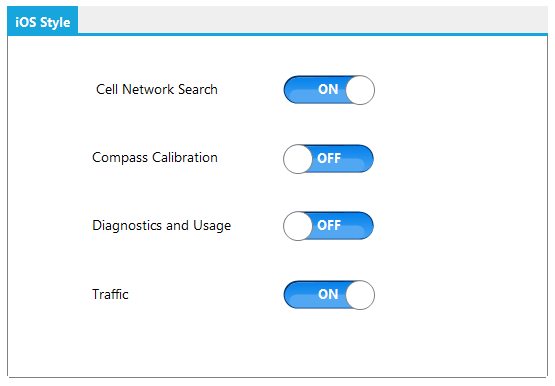 iOS Style
Cell Network Search ON
Compass Calibration OFF
Diagnostics and Usage OFF
Traffic ON